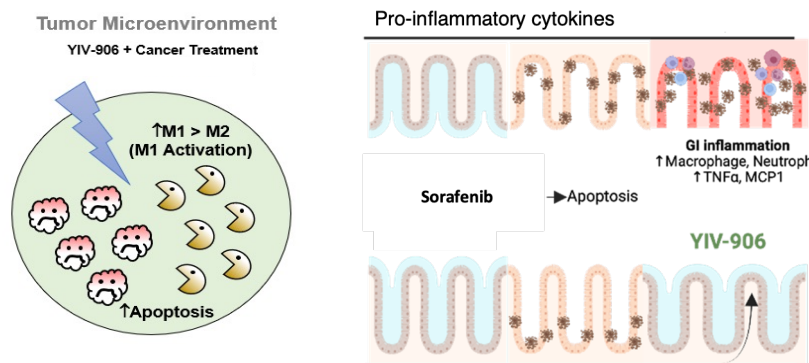 Tumor Microenvironment
YIV-906 + Cancer Treatment
↑M1 > M2
(M1 Activation)
↑Apoptosis
Pro-inflammatory cytokines
GI inflammation
↑Macrophage, Neutroph
↑TNFα, MCP1
Sorafenib
Apoptosis
YIV-906